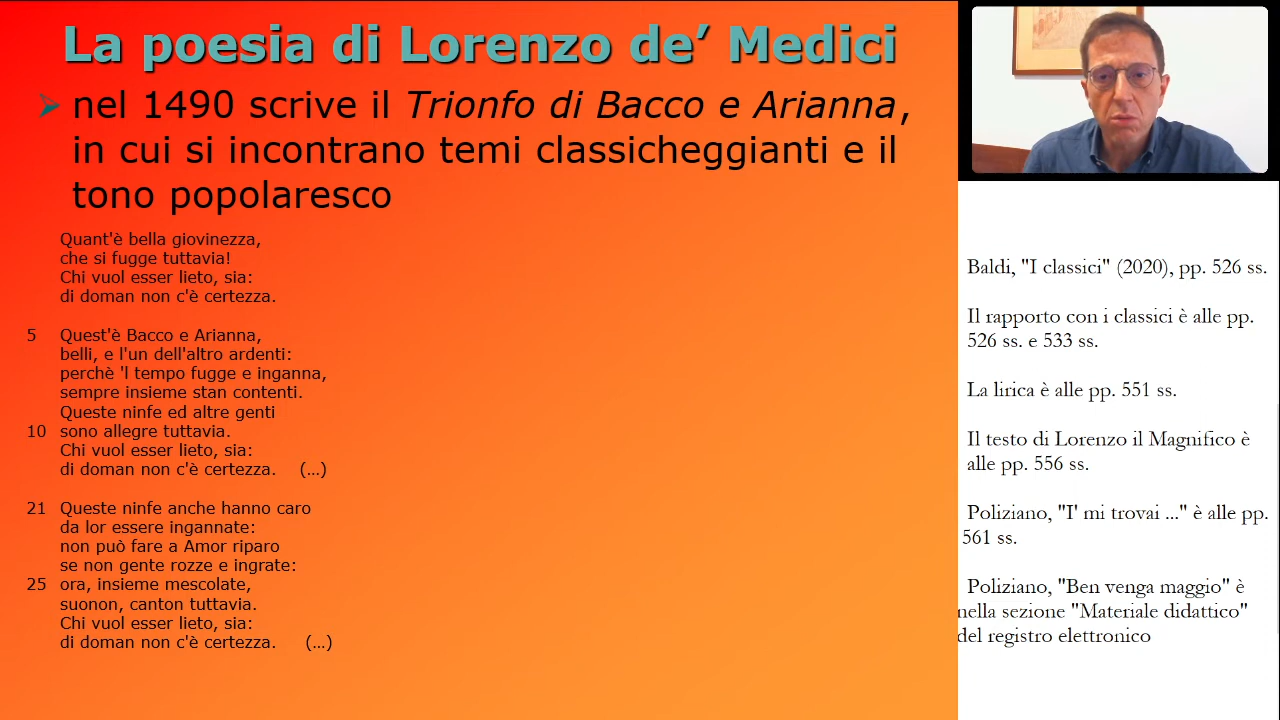 La poesia di Lorenzo de’ Medici
nel 1490 scrive il Trionfo di Bacco e Arianna,
in cui si incontrano temi classicheggianti e il
tono popolaresco
Quant'è bella giovinezza,
che si fugge tuttavia!
Chi vuol esser lieto, sia:
di doman non c'è certezza.
5 Quest'è Bacco e Arianna,
belli, e l'un dell'altro ardenti:
perchè 'l tempo fugge e inganna,
sempre insieme stan contenti.
Queste ninfe ed altre genti
10 sono allegre tuttavia.
Chi vuol esser lieto, sia:
di doman non c'è certezza. (...)
21 Queste ninfe anche hanno caro
da lor essere ingannate:
non può fare a Amor riparo
se non gente rozze e ingrate:
25 ora, insieme mescolate,
suonon, canton tuttavia.
Chi vuol esser lieto, sia:
di doman non c'è certezza. (...)
Baldi, "I classici" (2020), pp. 526 ss.
Il rapporto con i classici è alle pp.
526 ss. e 533 ss.
La lirica è alle pp. 551 ss.
Il testo di Lorenzo il Magnifico è
alle pp. 556 ss.
Poliziano, "I' mi trovai ..." è alle pp.
561 ss.
Poliziano, "Ben venga maggio" è
nella sezione "Materiale didattico"
del registro elettronico